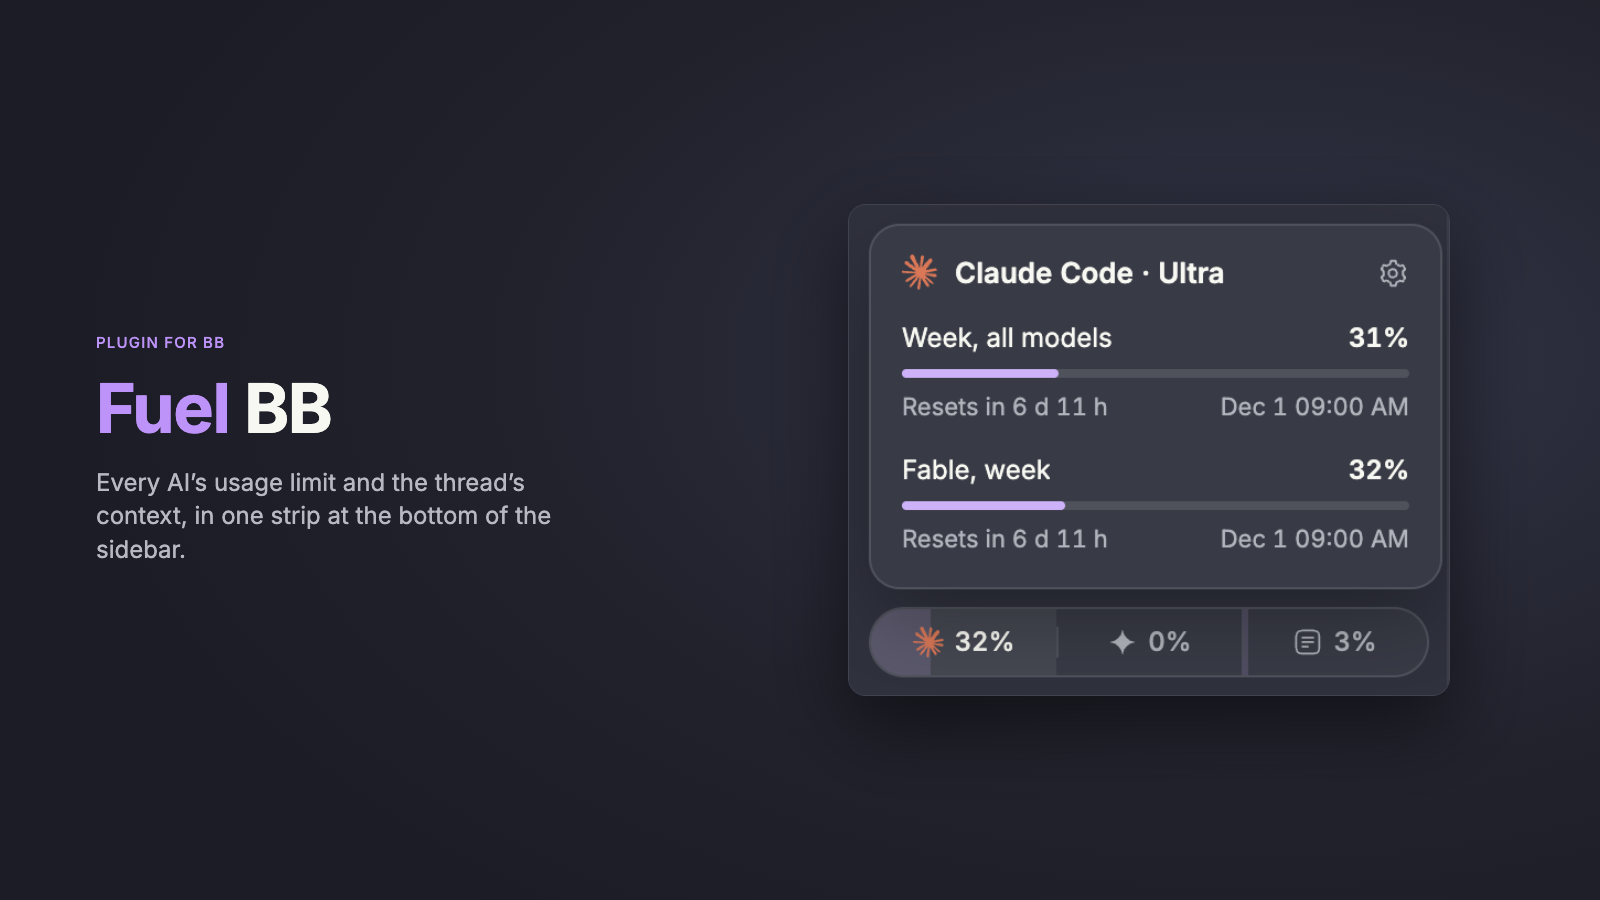 PLUGIN FOR BB
Fuel BB
Every AI’s usage limit and the thread’s
context, in one strip at the bottom of the
sidebar.
Claude Code · Ultra
Week, all models 31%
Resets in 6 d 11 h Dec 1 09:00 AM
Fable, week 32%
Resets in 6 d 11 h Dec 1 09:00 AM
32% 0% 3%